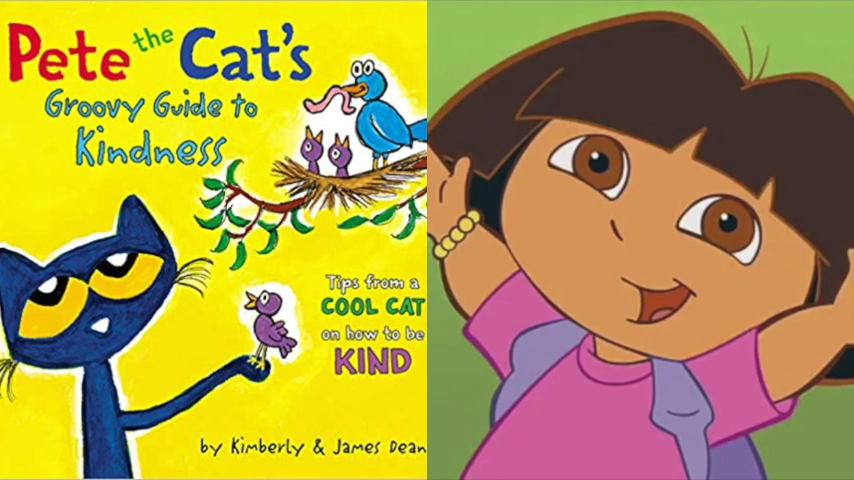 Pete the Cat's
Groovy Guide to
Kindness
Tips from a
COOL CAT
on how to be
KIND
by Kimberly & James Dean